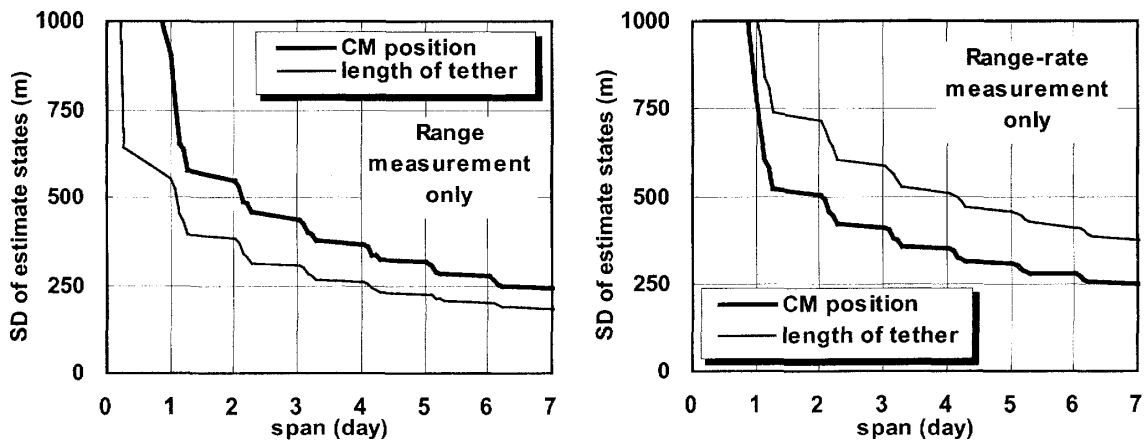 1000
750
500
250
0
SD of estimate states (m)
CM position
length of tether
Range
measurement
only
0 1 2 3 4 5 6 7
span (day)
1000
750
500
250
0
SD of estimate states (m)
Range-rate
measurement
only
CM position
length of tether
0 1 2 3 4 5 6 7
span (day)